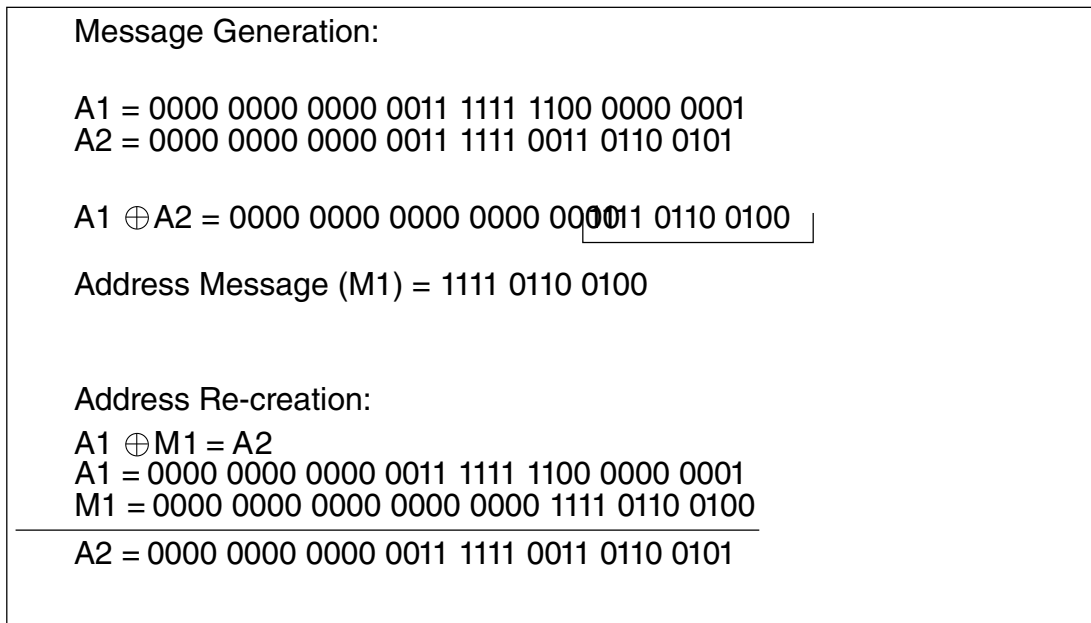 Message Generation:
A1 = 0000 0000 0000 0011 1111 1100 0000 0001
A2 = 0000 0000 0000 0011 1111 0011 0110 0101
A1 ⊕ A2 = 0000 0000 0000 0000 0000 1111 0110 0100
Address Message (M1) = 1111 0110 0100
Address Re-creation:
A1 ⊕ M1 = A2
A1 = 0000 0000 0000 0011 1111 1100 0000 0001
M1 = 0000 0000 0000 0000 0000 1111 0110 0100
A2 = 0000 0000 0000 0011 1111 0011 0110 0101